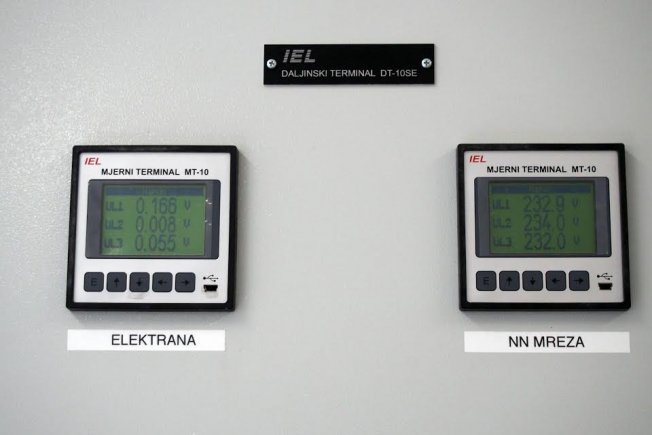 IEL
DALJINSKI TERMINAL DT-10SE
IEL
MJERNI TERMINAL MT-10
UL1 0.166 V
UL2 0.008 V
UL3 0.055 V
E
ELEKTRANA
IEL
MJERNI TERMINAL MT-10
UL1 232.9 V
UL2 234.0 V
UL3 232.0 V
E
NN MREZA